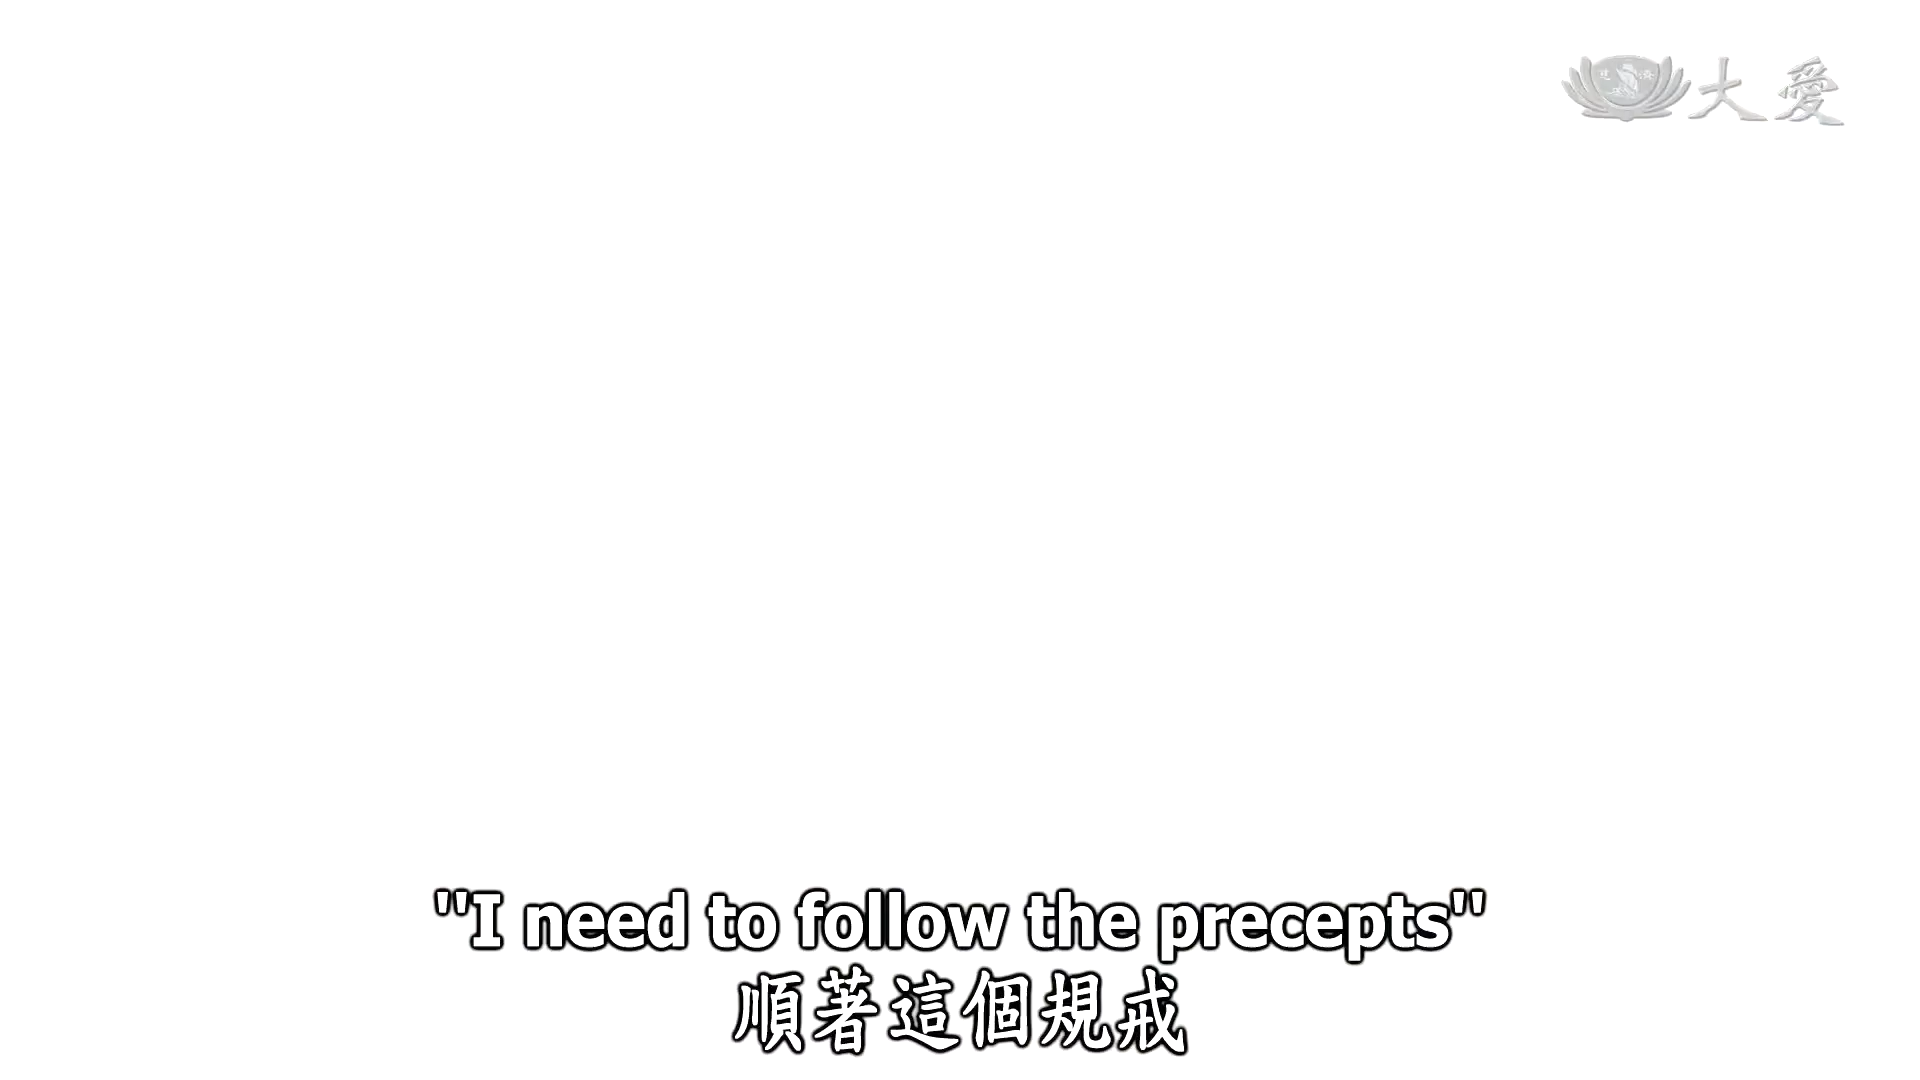 大愛
"I need to follow the precepts"
順著這個規戒